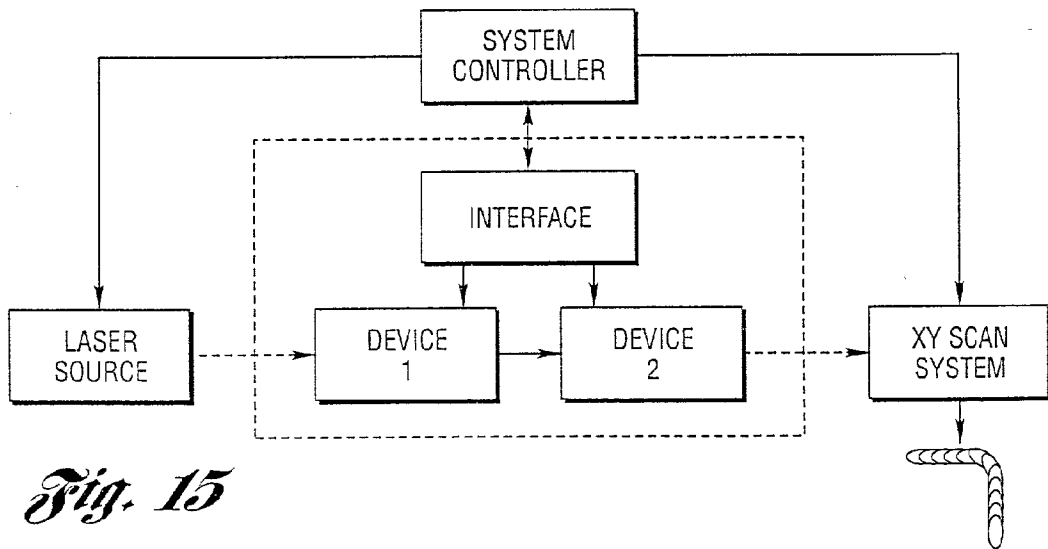 SYSTEM
CONTROLLER
INTERFACE
LASER
SOURCE
DEVICE
1
DEVICE
2
XY SCAN
SYSTEM
Fig. 15